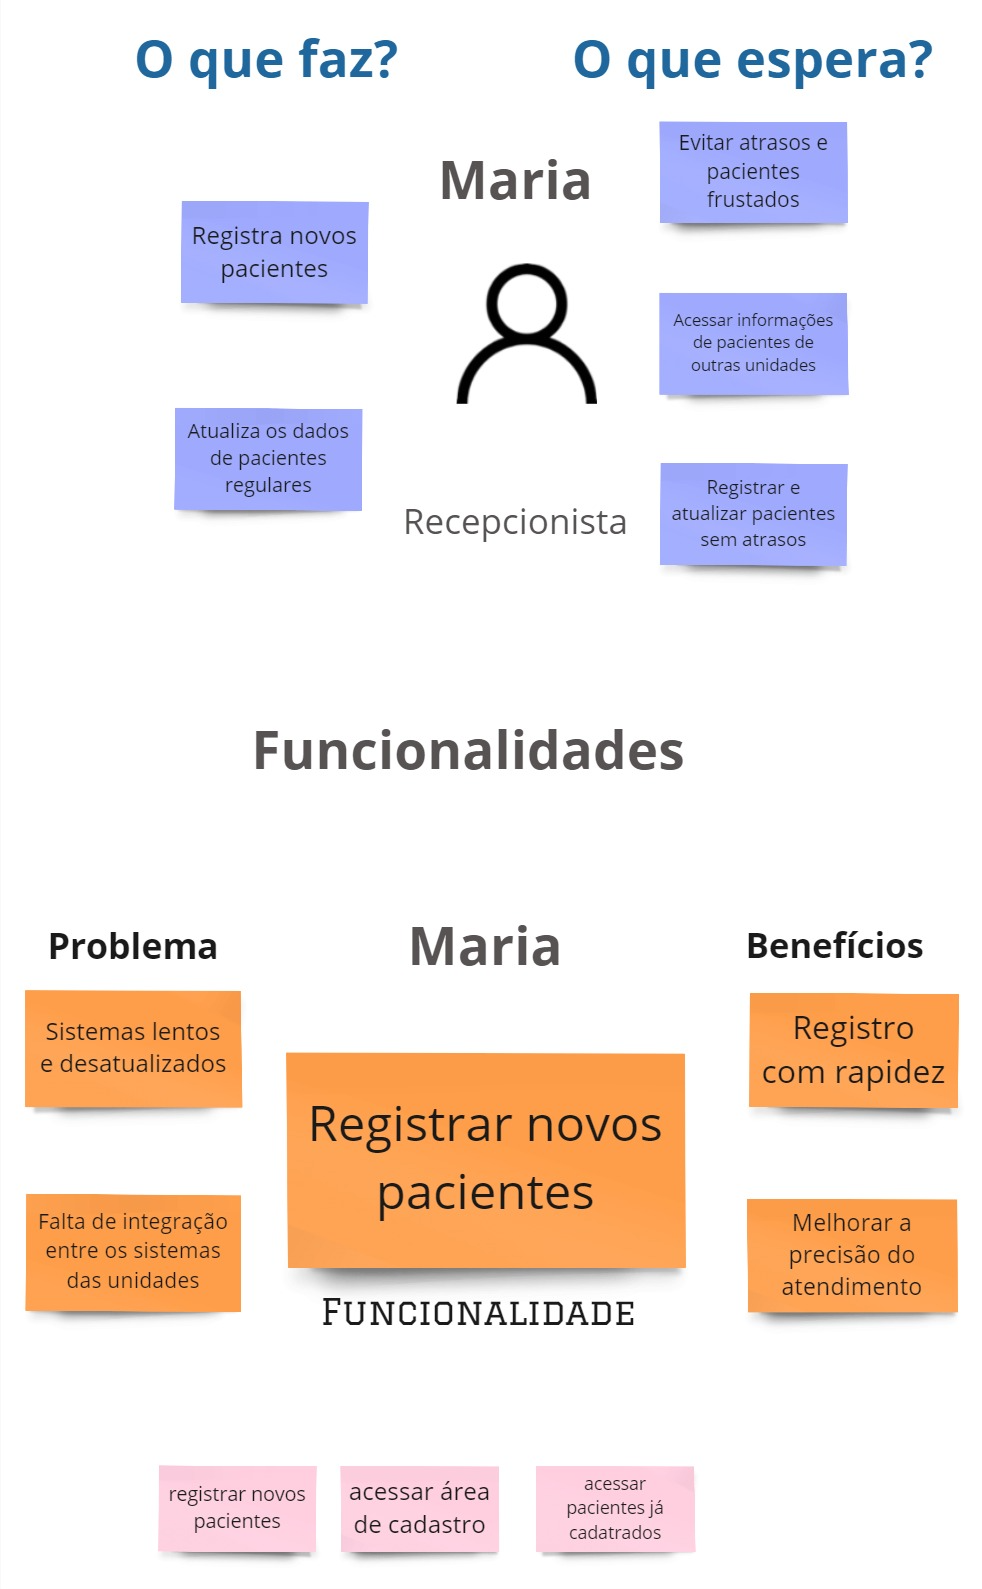 O que faz?
O que espera?
Maria
Registra novos
pacientes
Atualiza os dados
de pacientes
regulares
Recepcionista
Evitar atrasos e
pacientes
frustados
Acessar informações
de pacientes de
outras unidades
Registrar e
atualizar pacientes
sem atrasos
Funcionalidades
Problema
Maria
Benefícios
Sistemas lentos
e desatualizados
Falta de integração
entre os sistemas
das unidades
Registrar novos
pacientes
Funcionalidade
Registro
com rapidez
Melhorar a
precisão do
atendimento
registrar novos
pacientes
acessar área
de cadastro
acessar
pacientes já
cadatrados